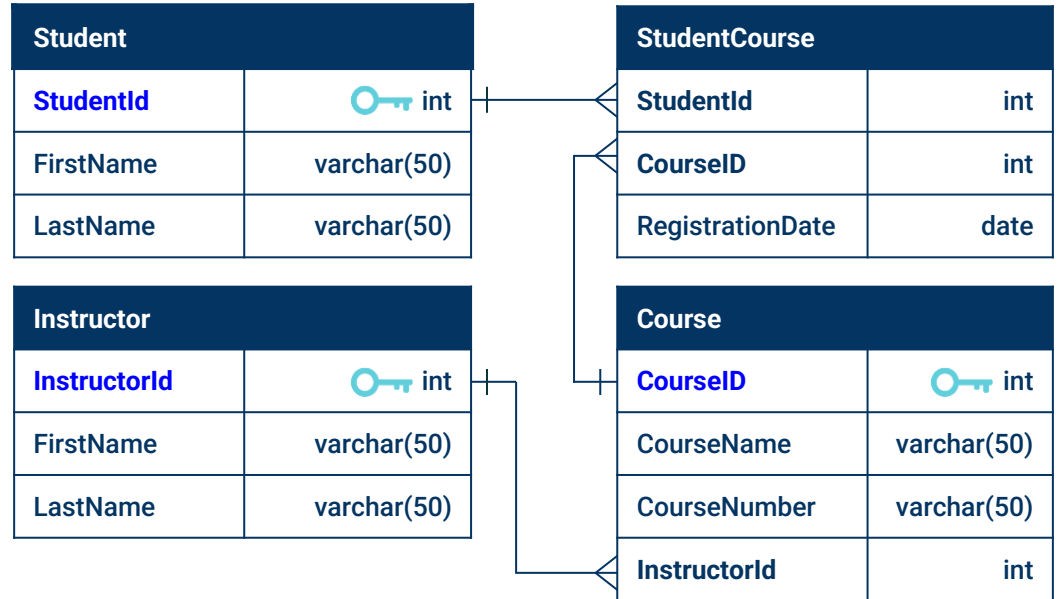 Student
StudentId int
FirstName varchar(50)
LastName varchar(50)
StudentCourse
StudentId int
CourseID int
RegistrationDate date
Instructor
InstructorId int
FirstName varchar(50)
LastName varchar(50)
Course
CourseID int
CourseName varchar(50)
CourseNumber varchar(50)
InstructorId int